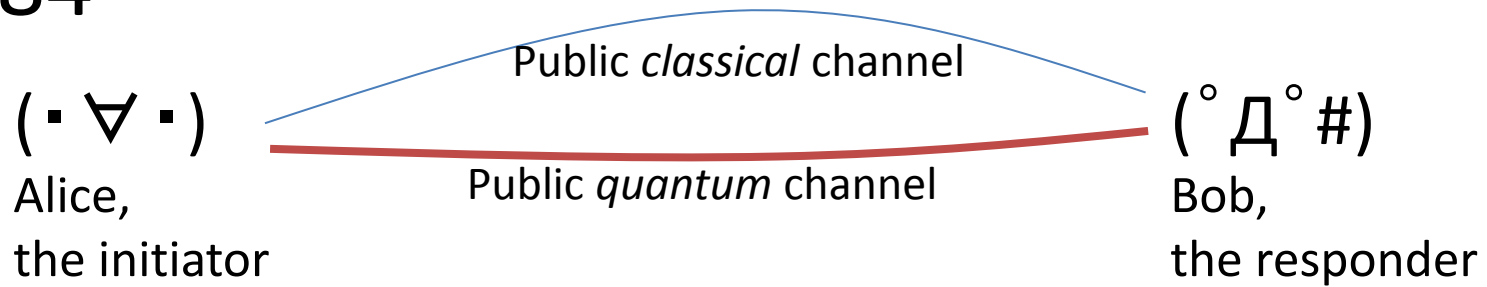 Public classical channel
(･∀･)
(ﾟДﾟ#)
Public quantum channel
Alice,
the initiator
Bob,
the responder